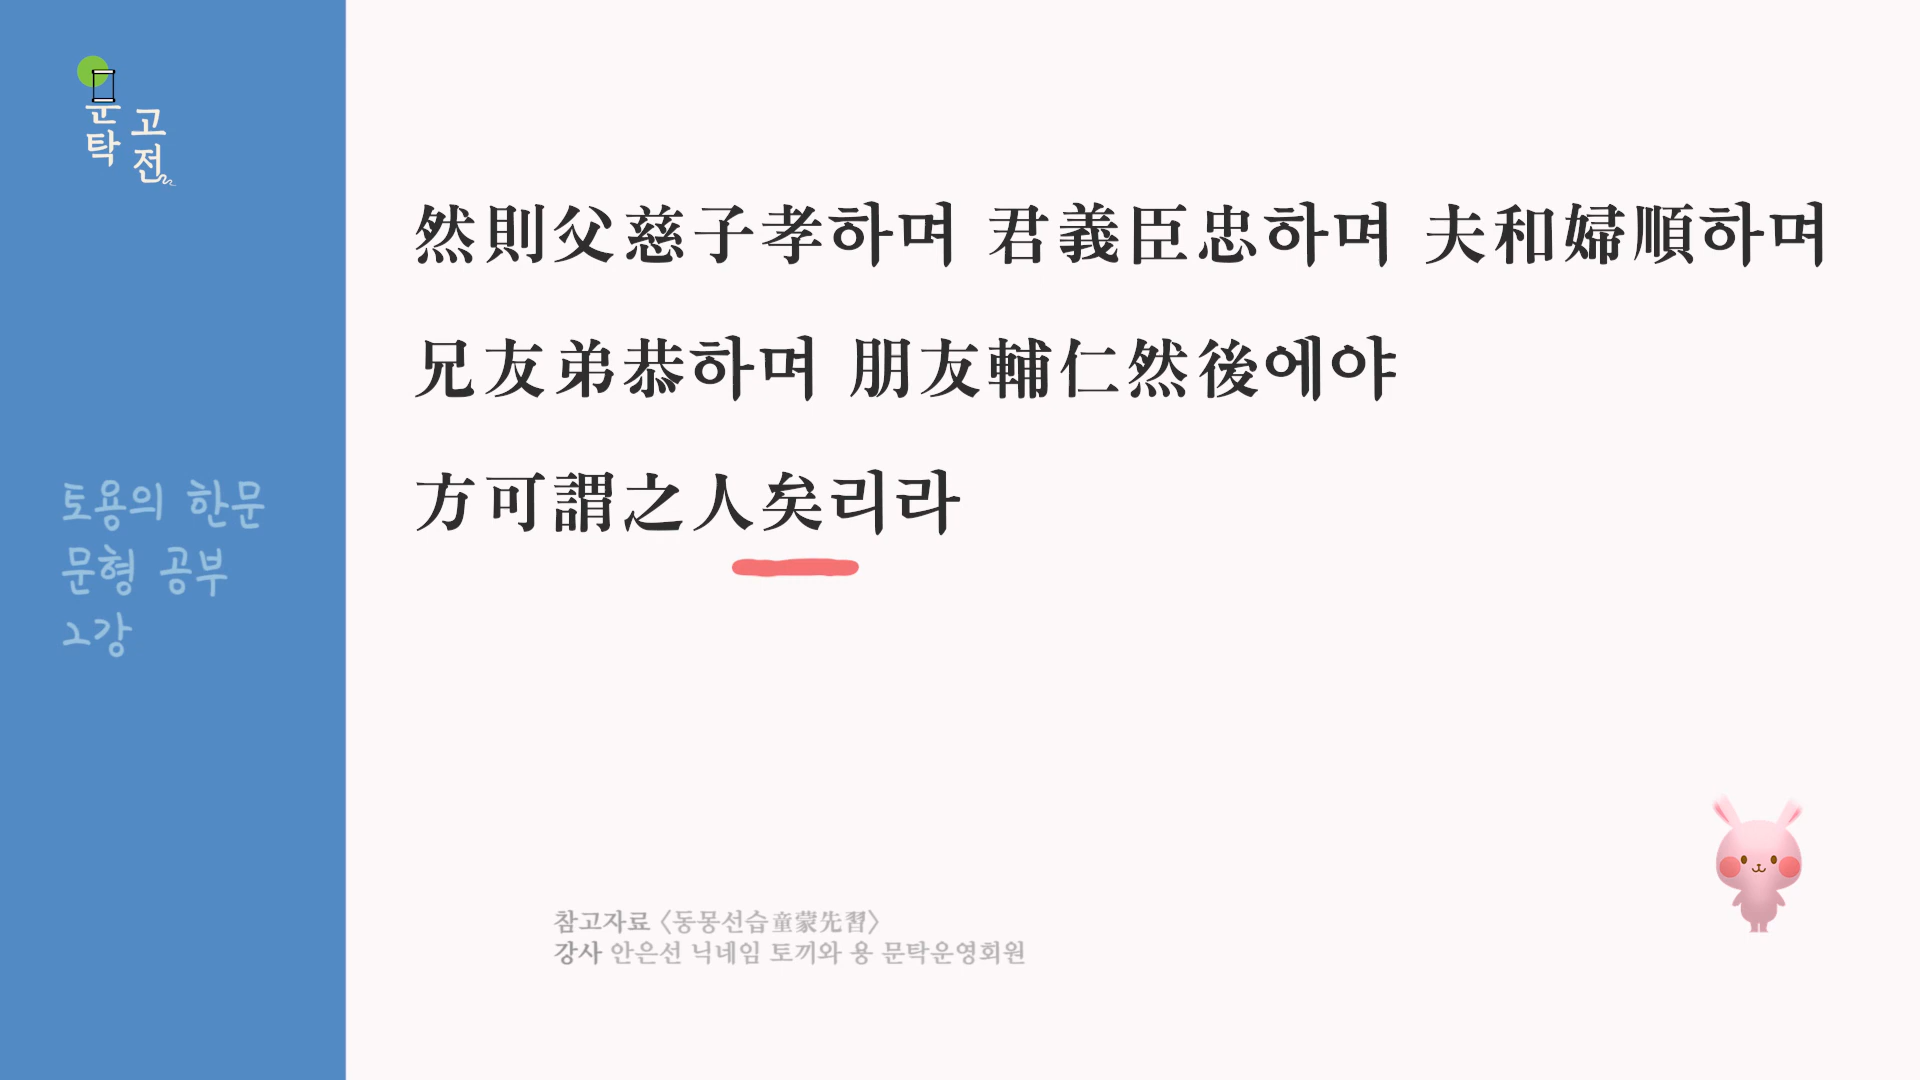 문탁
고전
토용의 한문
문형 공부
2강
然則父慈子孝하며 君義臣忠하며 夫和婦順하며
兄友弟恭하며 朋友輔仁然後에야
方可謂之人矣리라
참고자료 〈동몽선습童蒙先習〉
강사 안은선 닉네임 토끼와 용 문탁운영회원